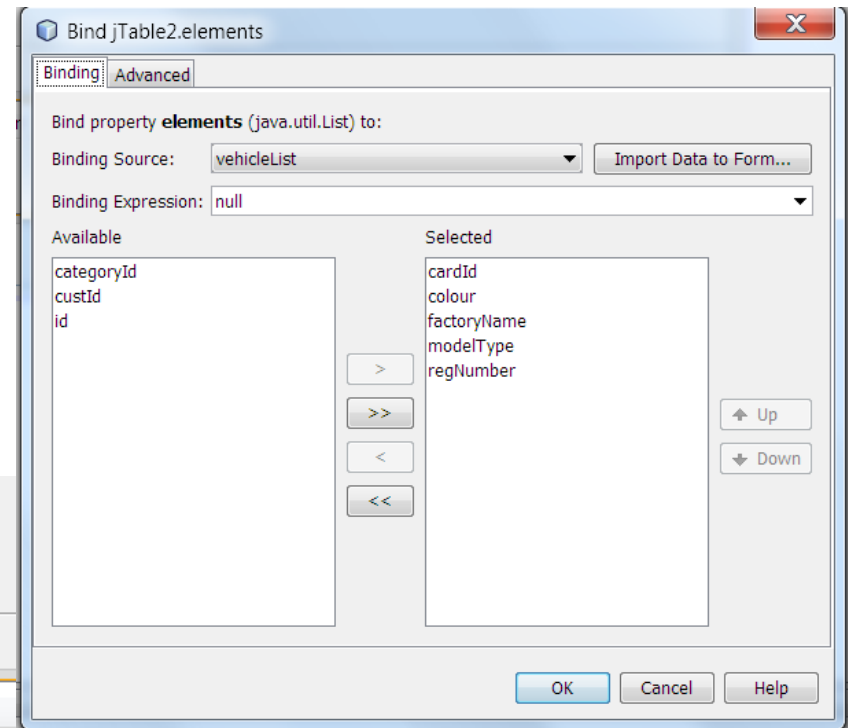 Bind jTable2.elements
X
Binding Advanced
Bind property elements (java.util.List) to:
Binding Source: vehicleList Import Data to Form...
Binding Expression: null
Available Selected
categoryId
custId
id
cardId
colour
factoryName
modelType
regNumber
>
>>
<
<<
Up
Down
OK Cancel Help